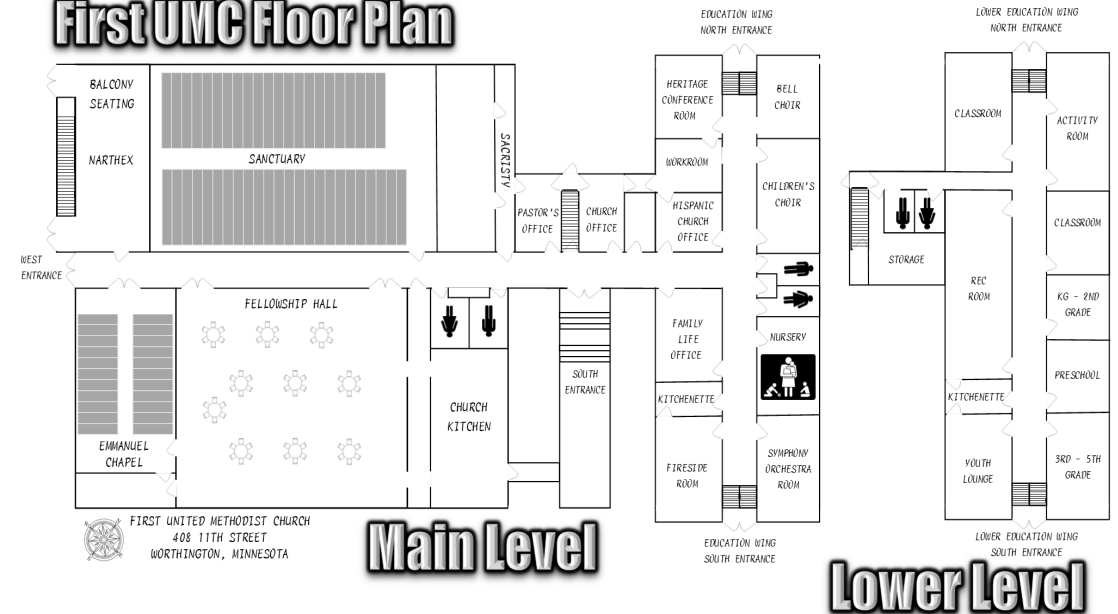 First UMC Floor Plan
EDUCATION WING
NORTH ENTRANCE
LOWER EDUCATION WING
NORTH ENTRANCE
BALCONY
SEATING
NARTHEX
SANCTUARY
SACRISTY
WEST
ENTRANCE
PASTOR'S
OFFICE
CHURCH
OFFICE
HERITAGE
CONFERENCE
ROOM
WORKROOM
HISPANIC
CHURCH
OFFICE
BELL
CHOIR
CHILDREN'S
CHOIR
FELLOWSHIP HALL
EMMANUEL
CHAPEL
CHURCH
KITCHEN
SOUTH
ENTRANCE
FAMILY
LIFE
OFFICE
KITCHENETTE
FIRESIDE
ROOM
NURSERY
SYMPHONY
ORCHESTRA
ROOM
EDUCATION WING
SOUTH ENTRANCE
CLASSROOM
ACTIVITY
ROOM
CLASSROOM
STORAGE
REC
ROOM
KG - 2ND
GRADE
PRESCHOOL
KITCHENETTE
YOUTH
LOUNGE
3RD - 5TH
GRADE
LOWER EDUCATION WING
SOUTH ENTRANCE
FIRST UNITED METHODIST CHURCH
408 11TH STREET
WORTHINGTON, MINNESOTA
Main Level
Lower Level